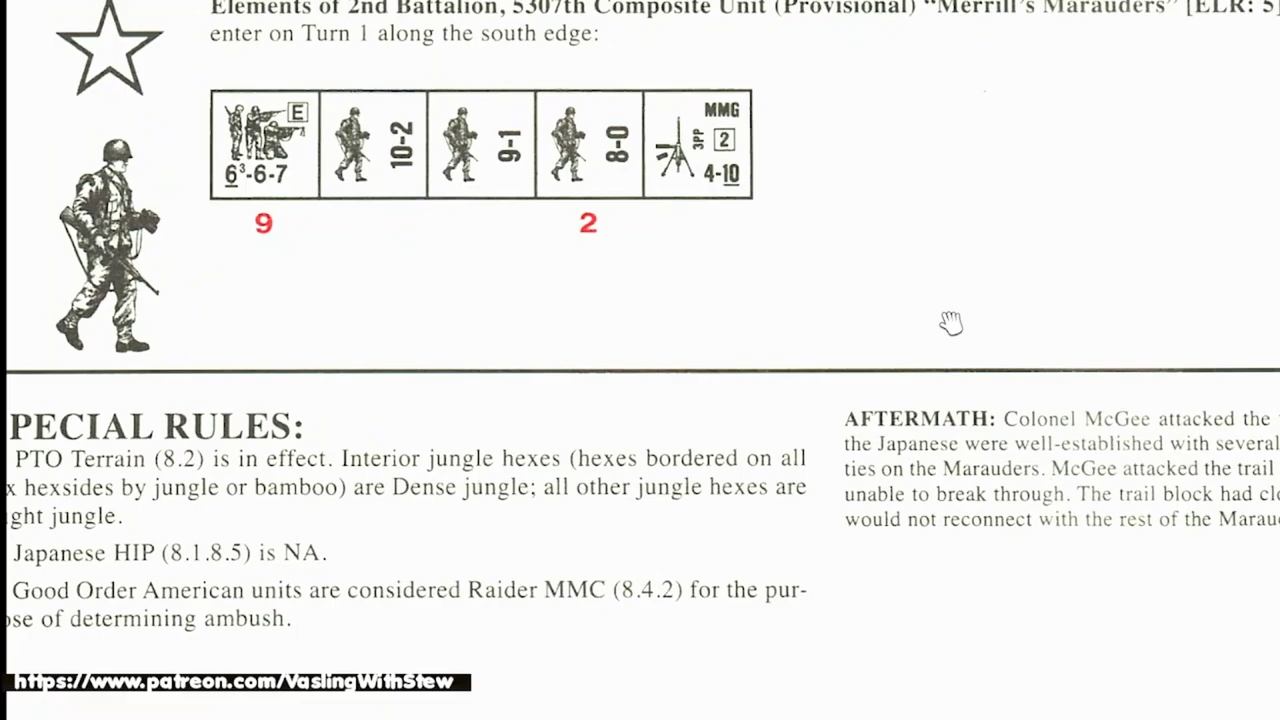 Elements of 2nd Battalion, 5307th Composite Unit (Provisional) “Merrill’s Marauders” [ELR: 5]
enter on Turn 1 along the south edge:
E
6³-6-7
10-2
9-1
8-0
MMG
3PP
2
4-10
9
2
PECIAL RULES:
PTO Terrain (8.2) is in effect. Interior jungle hexes (hexes bordered on all
x hexsides by jungle or bamboo) are Dense jungle; all other jungle hexes are
ght jungle.
Japanese HIP (8.1.8.5) is NA.
Good Order American units are considered Raider MMC (8.4.2) for the pur-
ose of determining ambush.
AFTERMATH: Colonel McGee attacked the
the Japanese were well-established with several
ties on the Marauders. McGee attacked the trail
unable to break through. The trail block had clo
would not reconnect with the rest of the Marau
https://www.patreon.com/VaslingWithStew